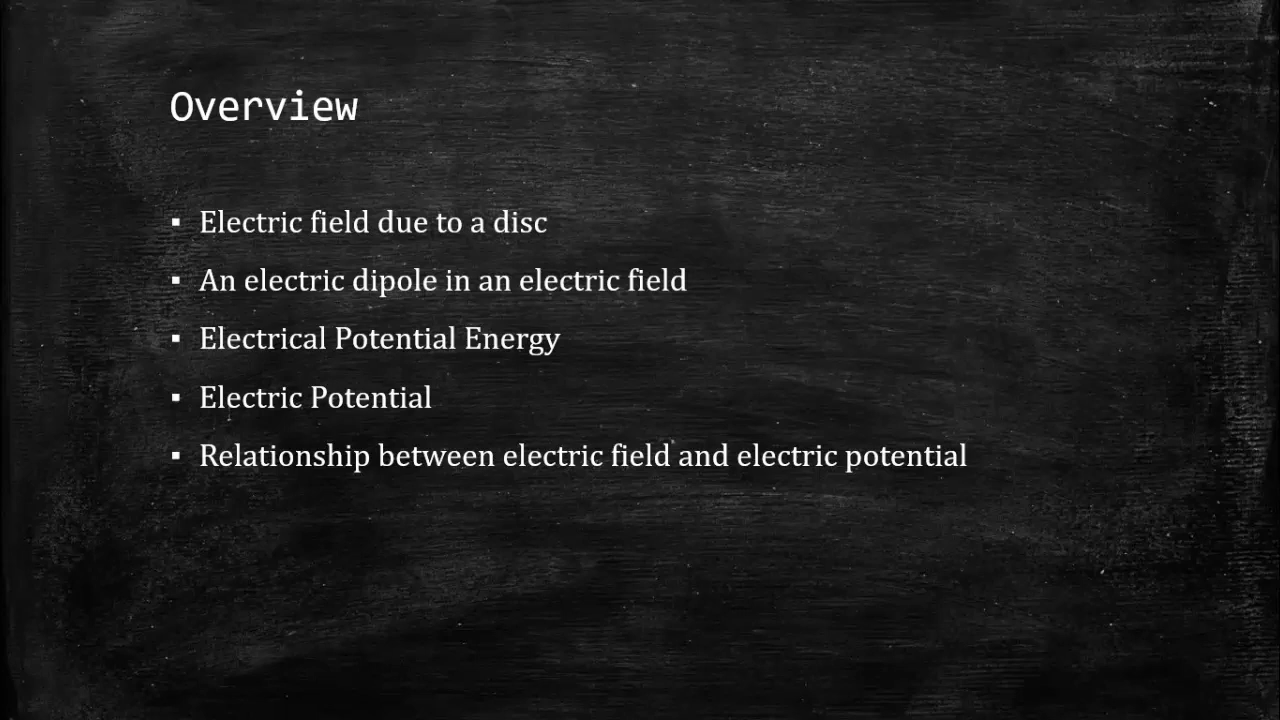 Overview
▪ Electric field due to a disc
▪ An electric dipole in an electric field
▪ Electrical Potential Energy
▪ Electric Potential
▪ Relationship between electric field and electric potential